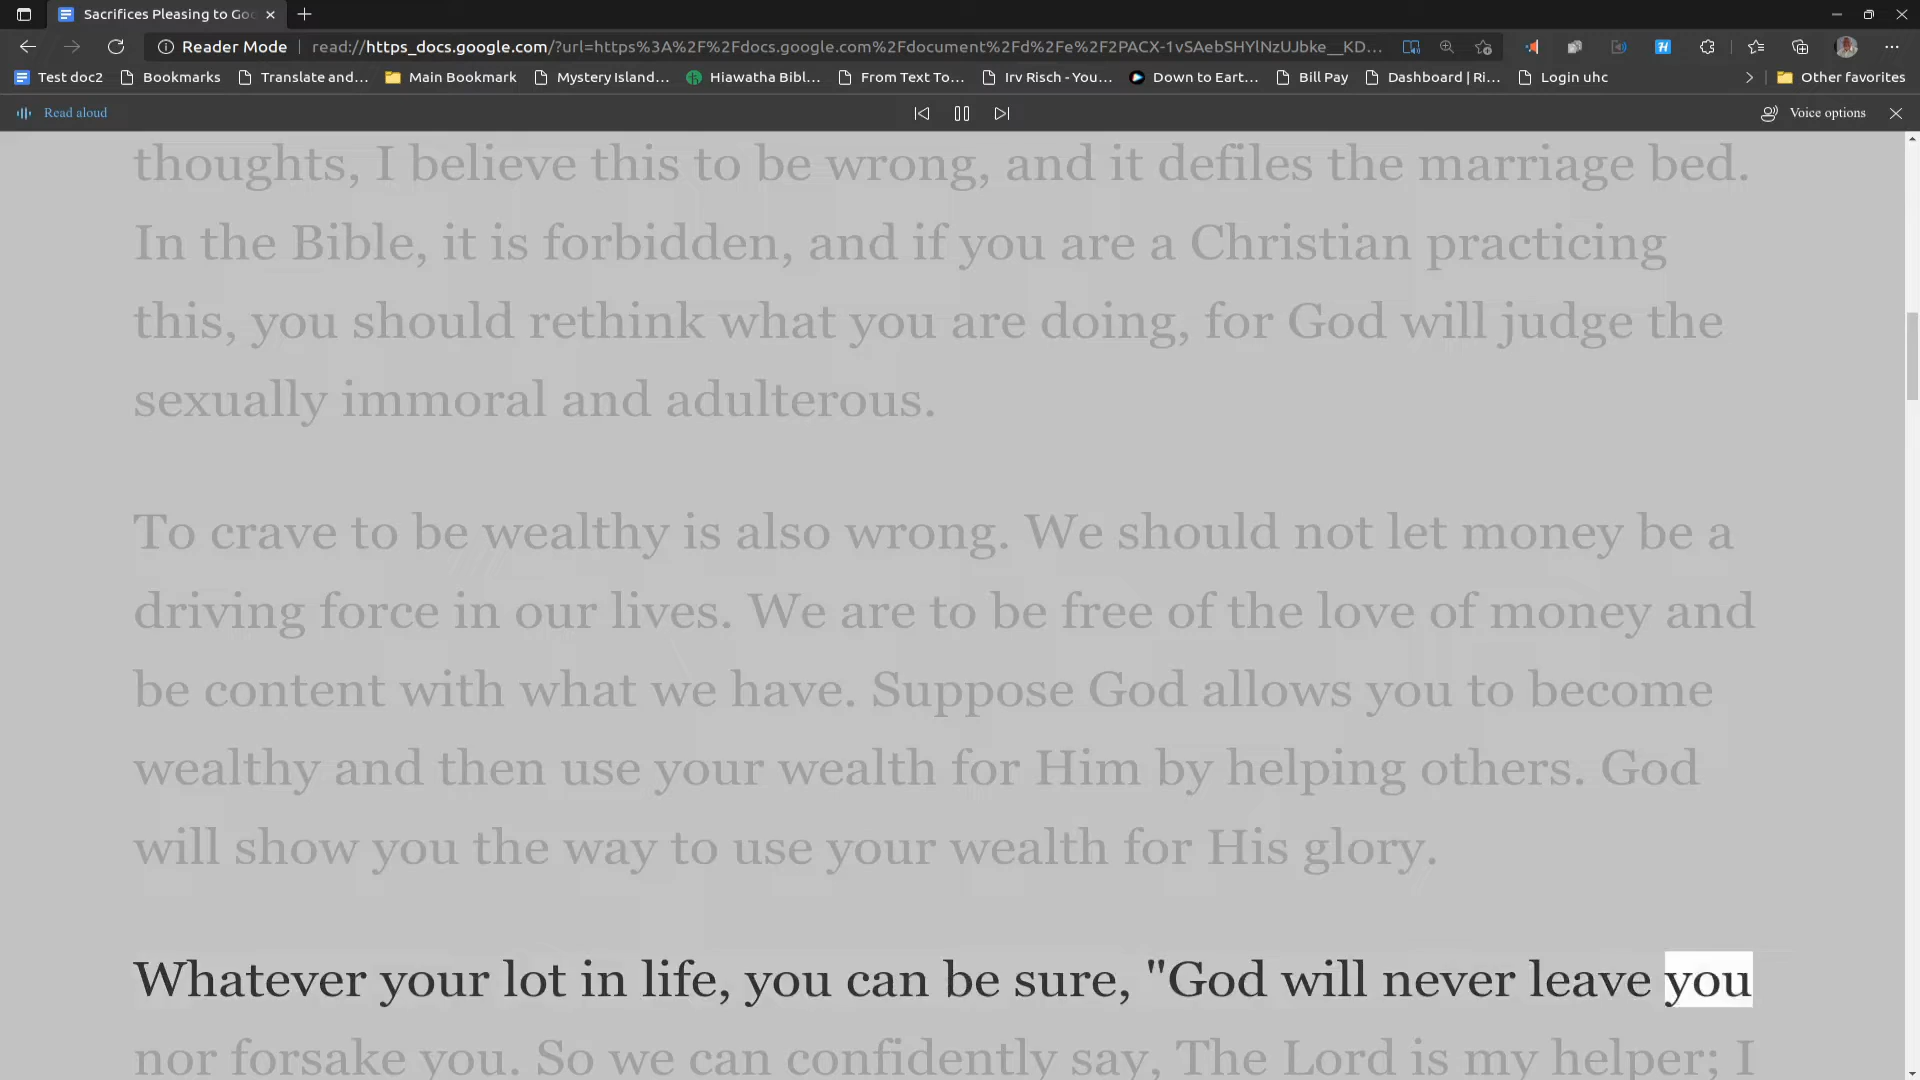 Sacrifices Pleasing to Go
Reader Mode
read://https_docs.google.com/?url=https%3A%2F%2Fdocs.google.com%2Fdocument%2Fd%2Fe%2F2PACX-1vSAebSHYlNzUJbke__KD...
Test doc2
Bookmarks
Translate and...
Main Bookmark
Mystery Island...
Hiawatha Bibl...
From Text To...
Irv Risch - You...
Down to Eart...
Bill Pay
Dashboard | Ri...
Login uhc
Other favorites
Read aloud
Voice options
thoughts, I believe this to be wrong, and it defiles the marriage bed.
In the Bible, it is forbidden, and if you are a Christian practicing
this, you should rethink what you are doing, for God will judge the
sexually immoral and adulterous.
To crave to be wealthy is also wrong. We should not let money be a
driving force in our lives. We are to be free of the love of money and
be content with what we have. Suppose God allows you to become
wealthy and then use your wealth for Him by helping others. God
will show you the way to use your wealth for His glory.
Whatever your lot in life, you can be sure, "God will never leave you
nor forsake you. So we can confidently say, The Lord is my helper; I